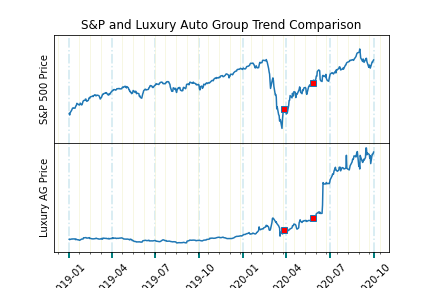 S&P and Luxury Auto Group Trend Comparison
S&P 500 Price
Luxury AG Price
2019-01
2019-04
2019-07
2019-10
2020-01
2020-04
2020-07
2020-10